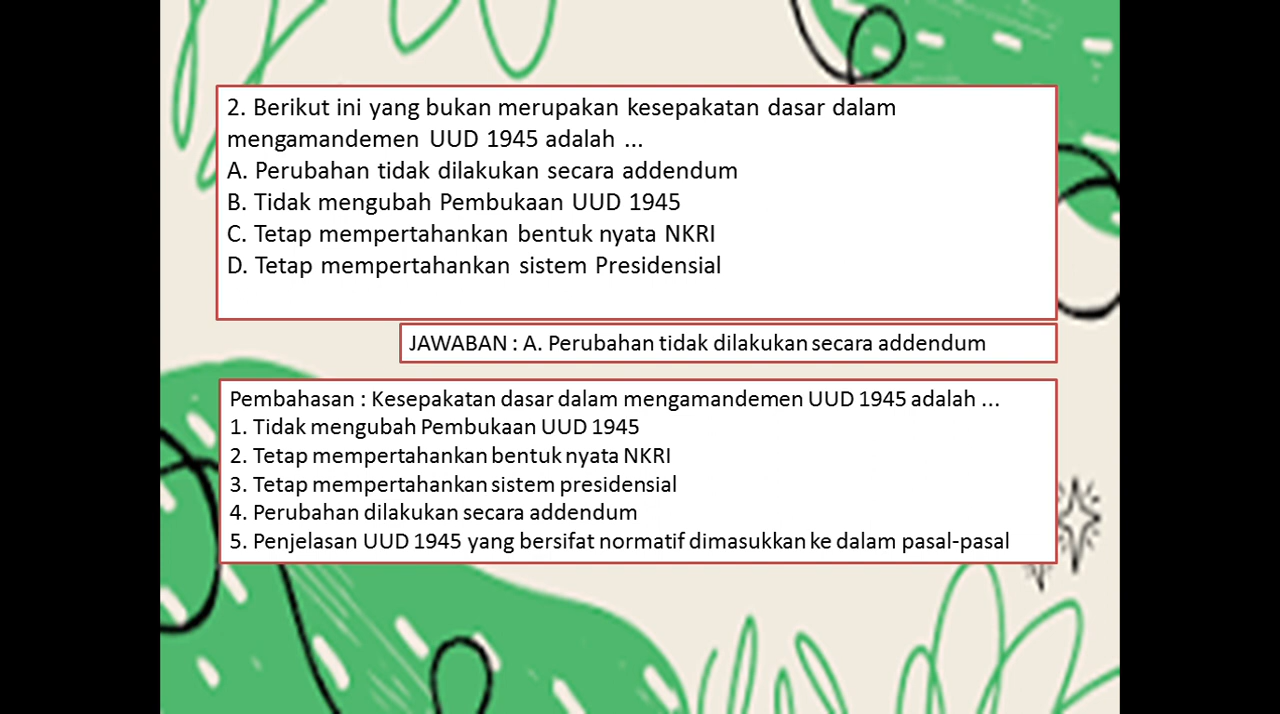 2. Berikut ini yang bukan merupakan kesepakatan dasar dalam
mengamandemen UUD 1945 adalah ...
A. Perubahan tidak dilakukan secara addendum
B. Tidak mengubah Pembukaan UUD 1945
C. Tetap mempertahankan bentuk nyata NKRI
D. Tetap mempertahankan sistem Presidensial
JAWABAN : A. Perubahan tidak dilakukan secara addendum
Pembahasan : Kesepakatan dasar dalam mengamandemen UUD 1945 adalah ...
1. Tidak mengubah Pembukaan UUD 1945
2. Tetap mempertahankan bentuk nyata NKRI
3. Tetap mempertahankan sistem presidensial
4. Perubahan dilakukan secara addendum
5. Penjelasan UUD 1945 yang bersifat normatif dimasukkan ke dalam pasal-pasal